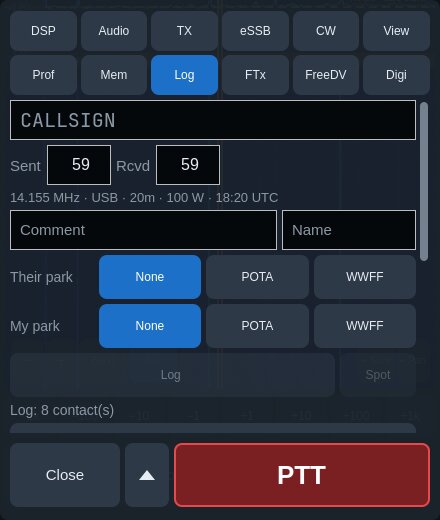 DSP Audio TX eSSB CW View
Prof Mem Log FTx FreeDV Digi
CALLSIGN
Sent 59 Rcvd 59
14.155 MHz · USB · 20m · 100 W · 18:20 UTC
Comment Name
Their park None POTA WWFF
My park None POTA WWFF
Log Spot
Log: 8 contact(s)
Close PTT